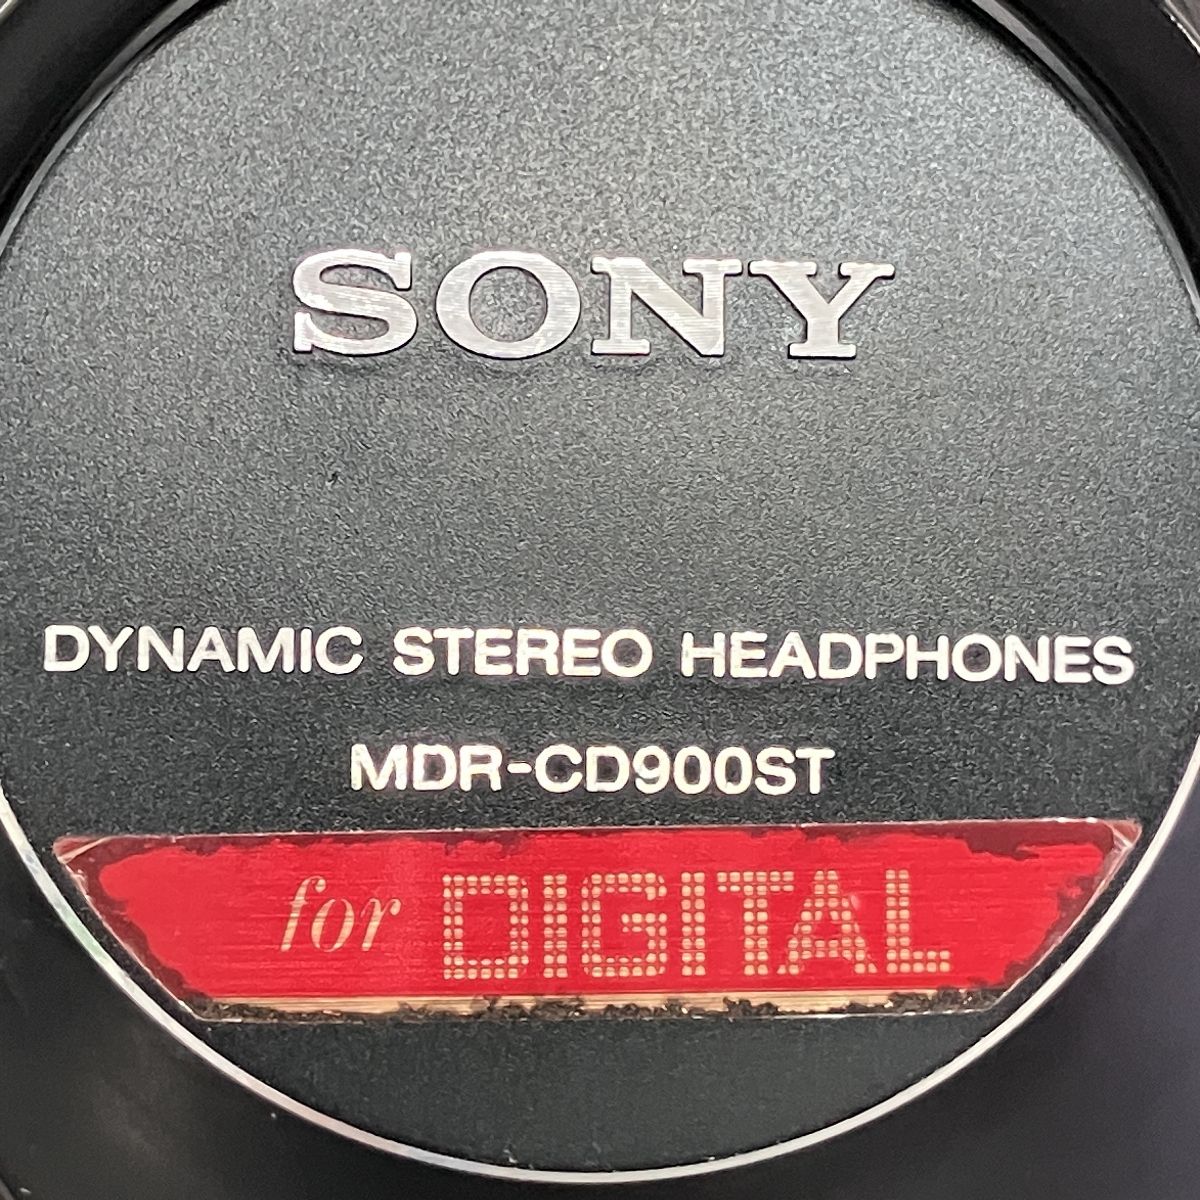 SONY
DYNAMIC STEREO HEADPHONES
MDR-CD900ST
for DIGITAL